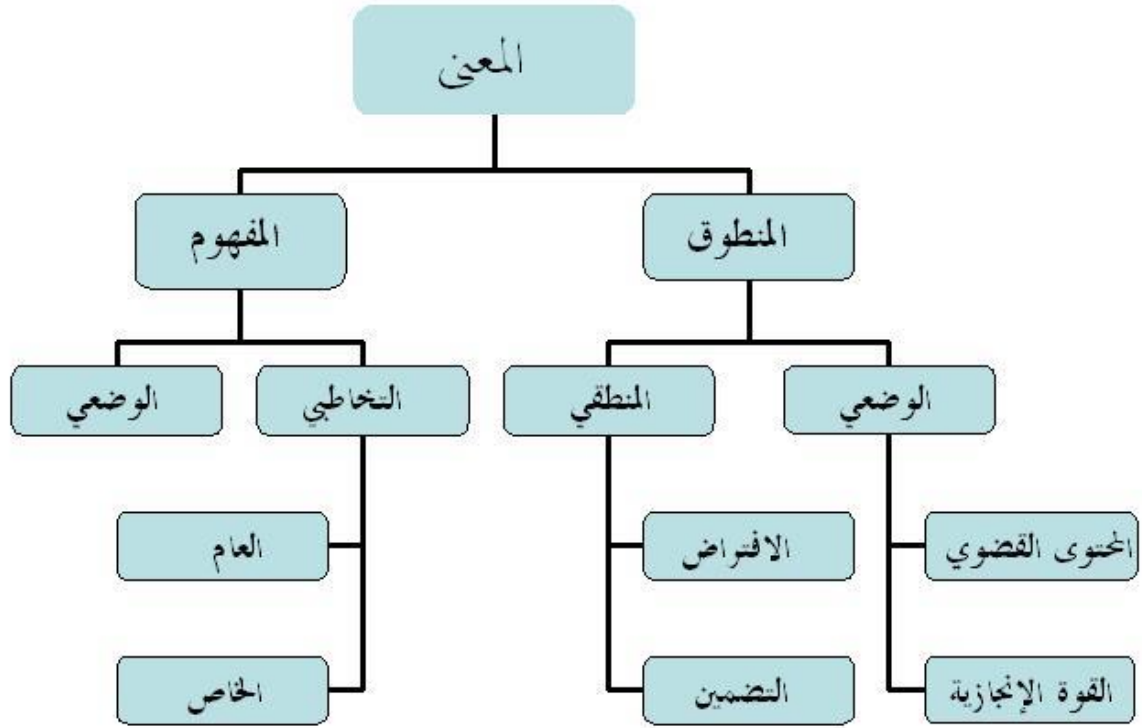 المعنى
المنطوق
المفهوم
الوضعي
المنطقي
التخاطبي
الوضعي
المحتوى القضوي
الافتراض
العام
القوة الإنجازية
التضمين
الخاص